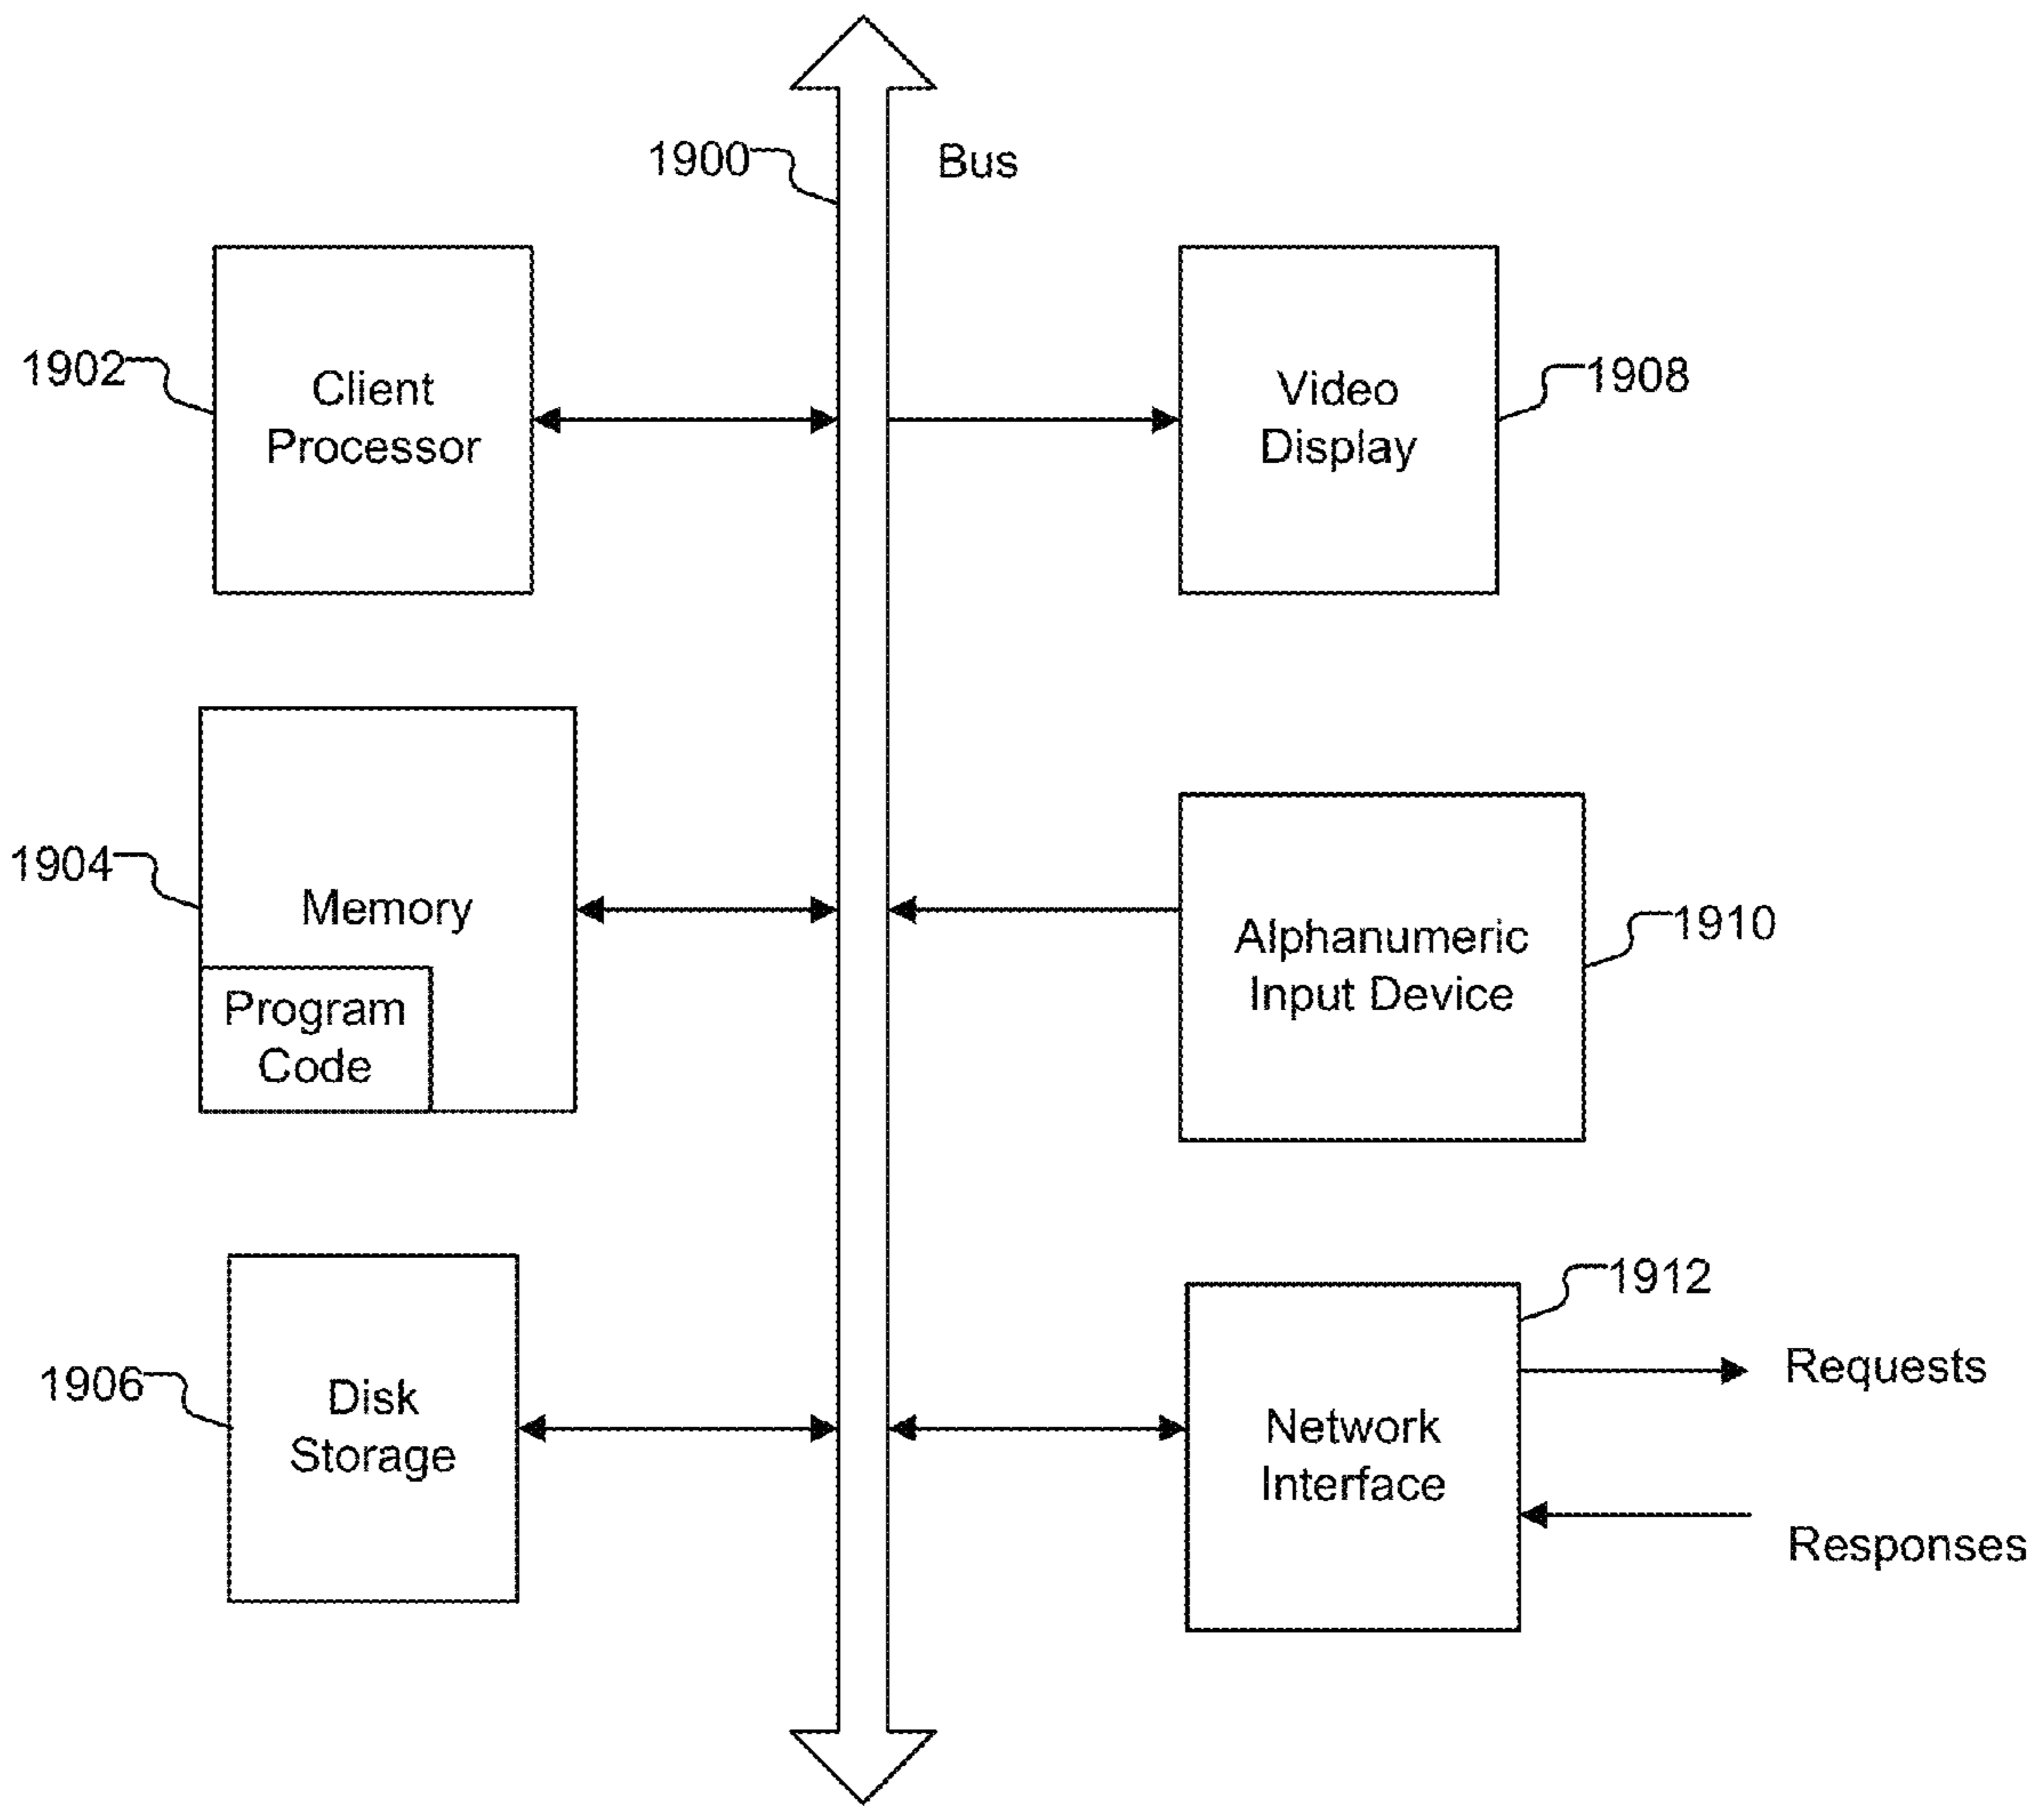 1900
Bus
1902
Client
Processor
Video
Display
1908
1904
Memory
Program
Code
Alphanumeric
Input Device
1910
1906
Disk
Storage
1912
Network
Interface
Requests
Responses